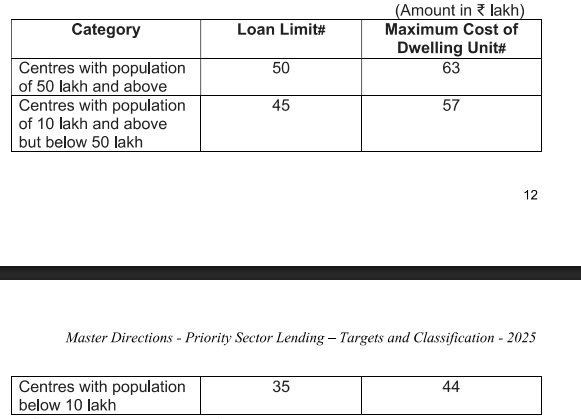 (Amount in ₹ lakh)
Category Loan Limit# Maximum Cost of
Dwelling Unit#
Centres with population 50 63
of 50 lakh and above
Centres with population 45 57
of 10 lakh and above
but below 50 lakh
12
Master Directions - Priority Sector Lending – Targets and Classification - 2025
Centres with population 35 44
below 10 lakh